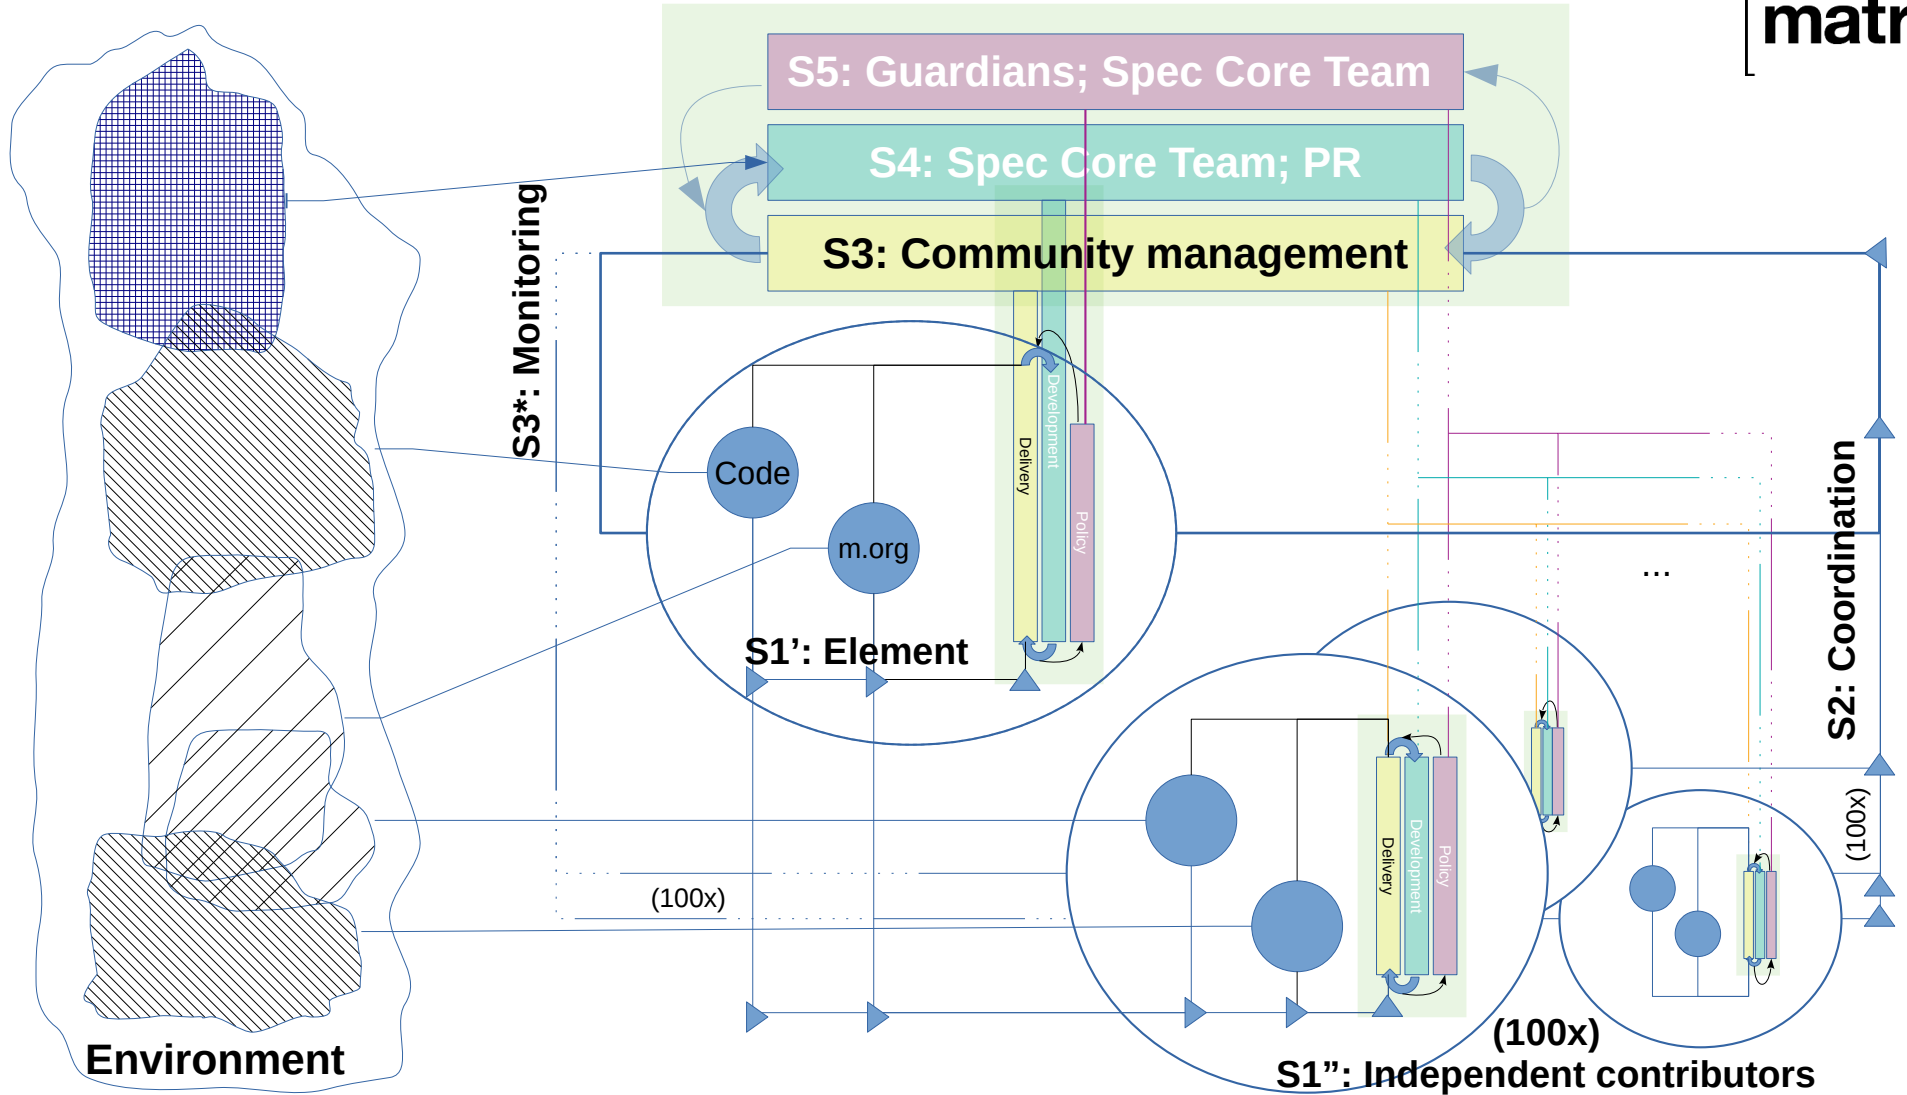 [matr
S5: Guardians; Spec Core Team
S4: Spec Core Team; PR
S3: Community management
S3*: Monitoring
Code
m.org
Delivery
Development
Policy
S1’: Element
S2: Coordination
...
(100x)
(100x)
Delivery
Development
Policy
(100x)
S1”: Independent contributors
Environment